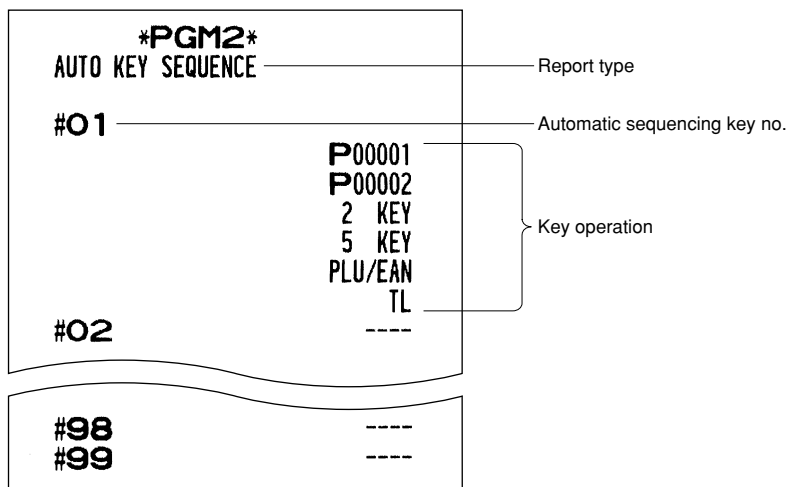 *PGM2*
AUTO KEY SEQUENCE
Report type
#01
Automatic sequencing key no.
P00001
P00002
2 KEY
5 KEY
PLU/EAN
TL
Key operation
#02 ----
#98 ----
#99 ----